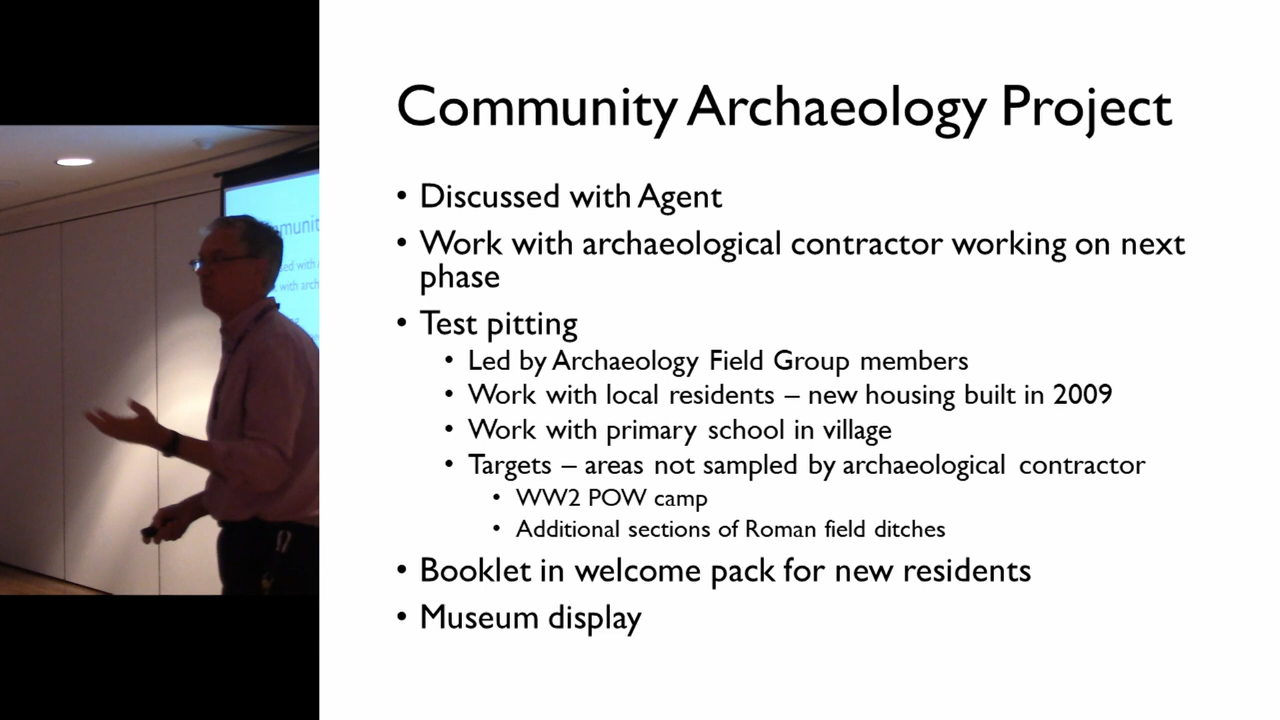 Community Archaeology Project
• Discussed with Agent
• Work with archaeological contractor working on next
phase
• Test pitting
• Led by Archaeology Field Group members
• Work with local residents – new housing built in 2009
• Work with primary school in village
• Targets – areas not sampled by archaeological contractor
• WW2 POW camp
• Additional sections of Roman field ditches
• Booklet in welcome pack for new residents
• Museum display